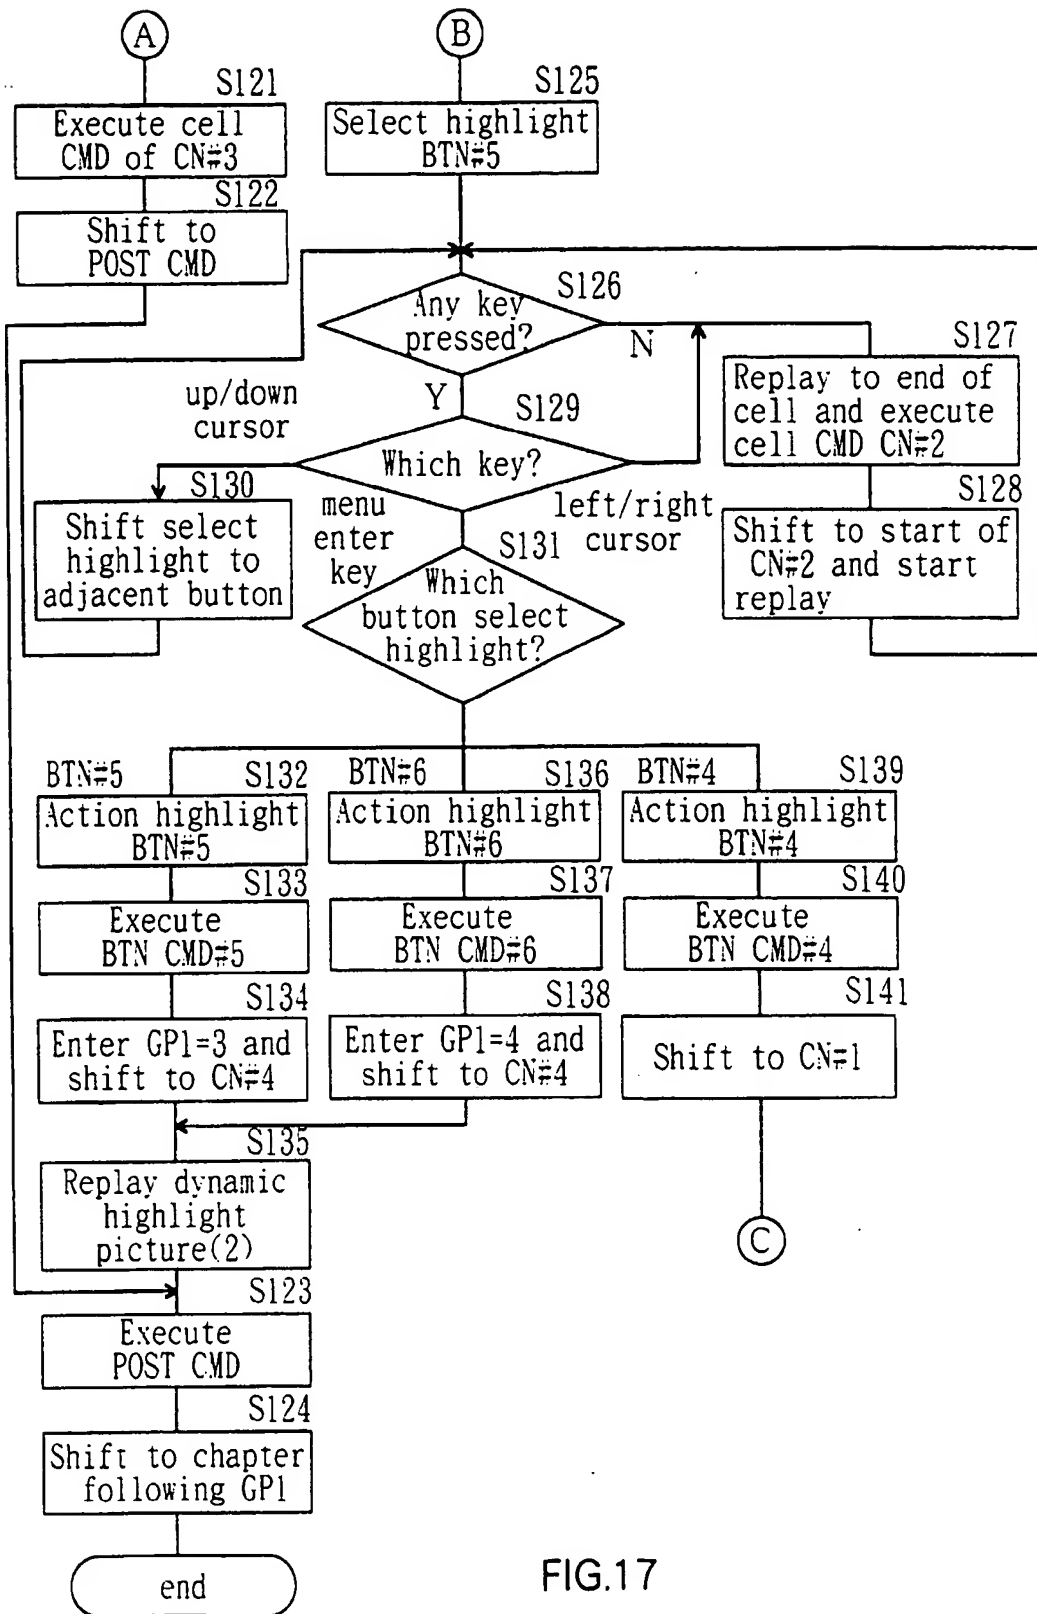 A
B
S121
Execute cell
CMD of CN#3
S122
Shift to
POST CMD
S125
Select highlight
BTN#5
S126
Any key
pressed?
N
Y
S127
Replay to end of
cell and execute
cell CMD CN#2
S128
Shift to start of
CN#2 and start
replay
S129
Which key?
up/down
cursor
left/right
cursor
menu
enter
key
S130
Shift select
highlight to
adjacent button
S131
Which
button select
highlight?
BTN#5
S132
Action highlight
BTN#5
S133
Execute
BTN CMD#5
S134
Enter GP1=3 and
shift to CN#4
BTN#6
S136
Action highlight
BTN#6
S137
Execute
BTN CMD#6
S138
Enter GP1=4 and
shift to CN#4
BTN#4
S139
Action highlight
BTN#4
S140
Execute
BTN CMD#4
S141
Shift to CN#1
C
S135
Replay dynamic
highlight
picture(2)
S123
Execute
POST CMD
S124
Shift to chapter
following GP1
end
FIG.17